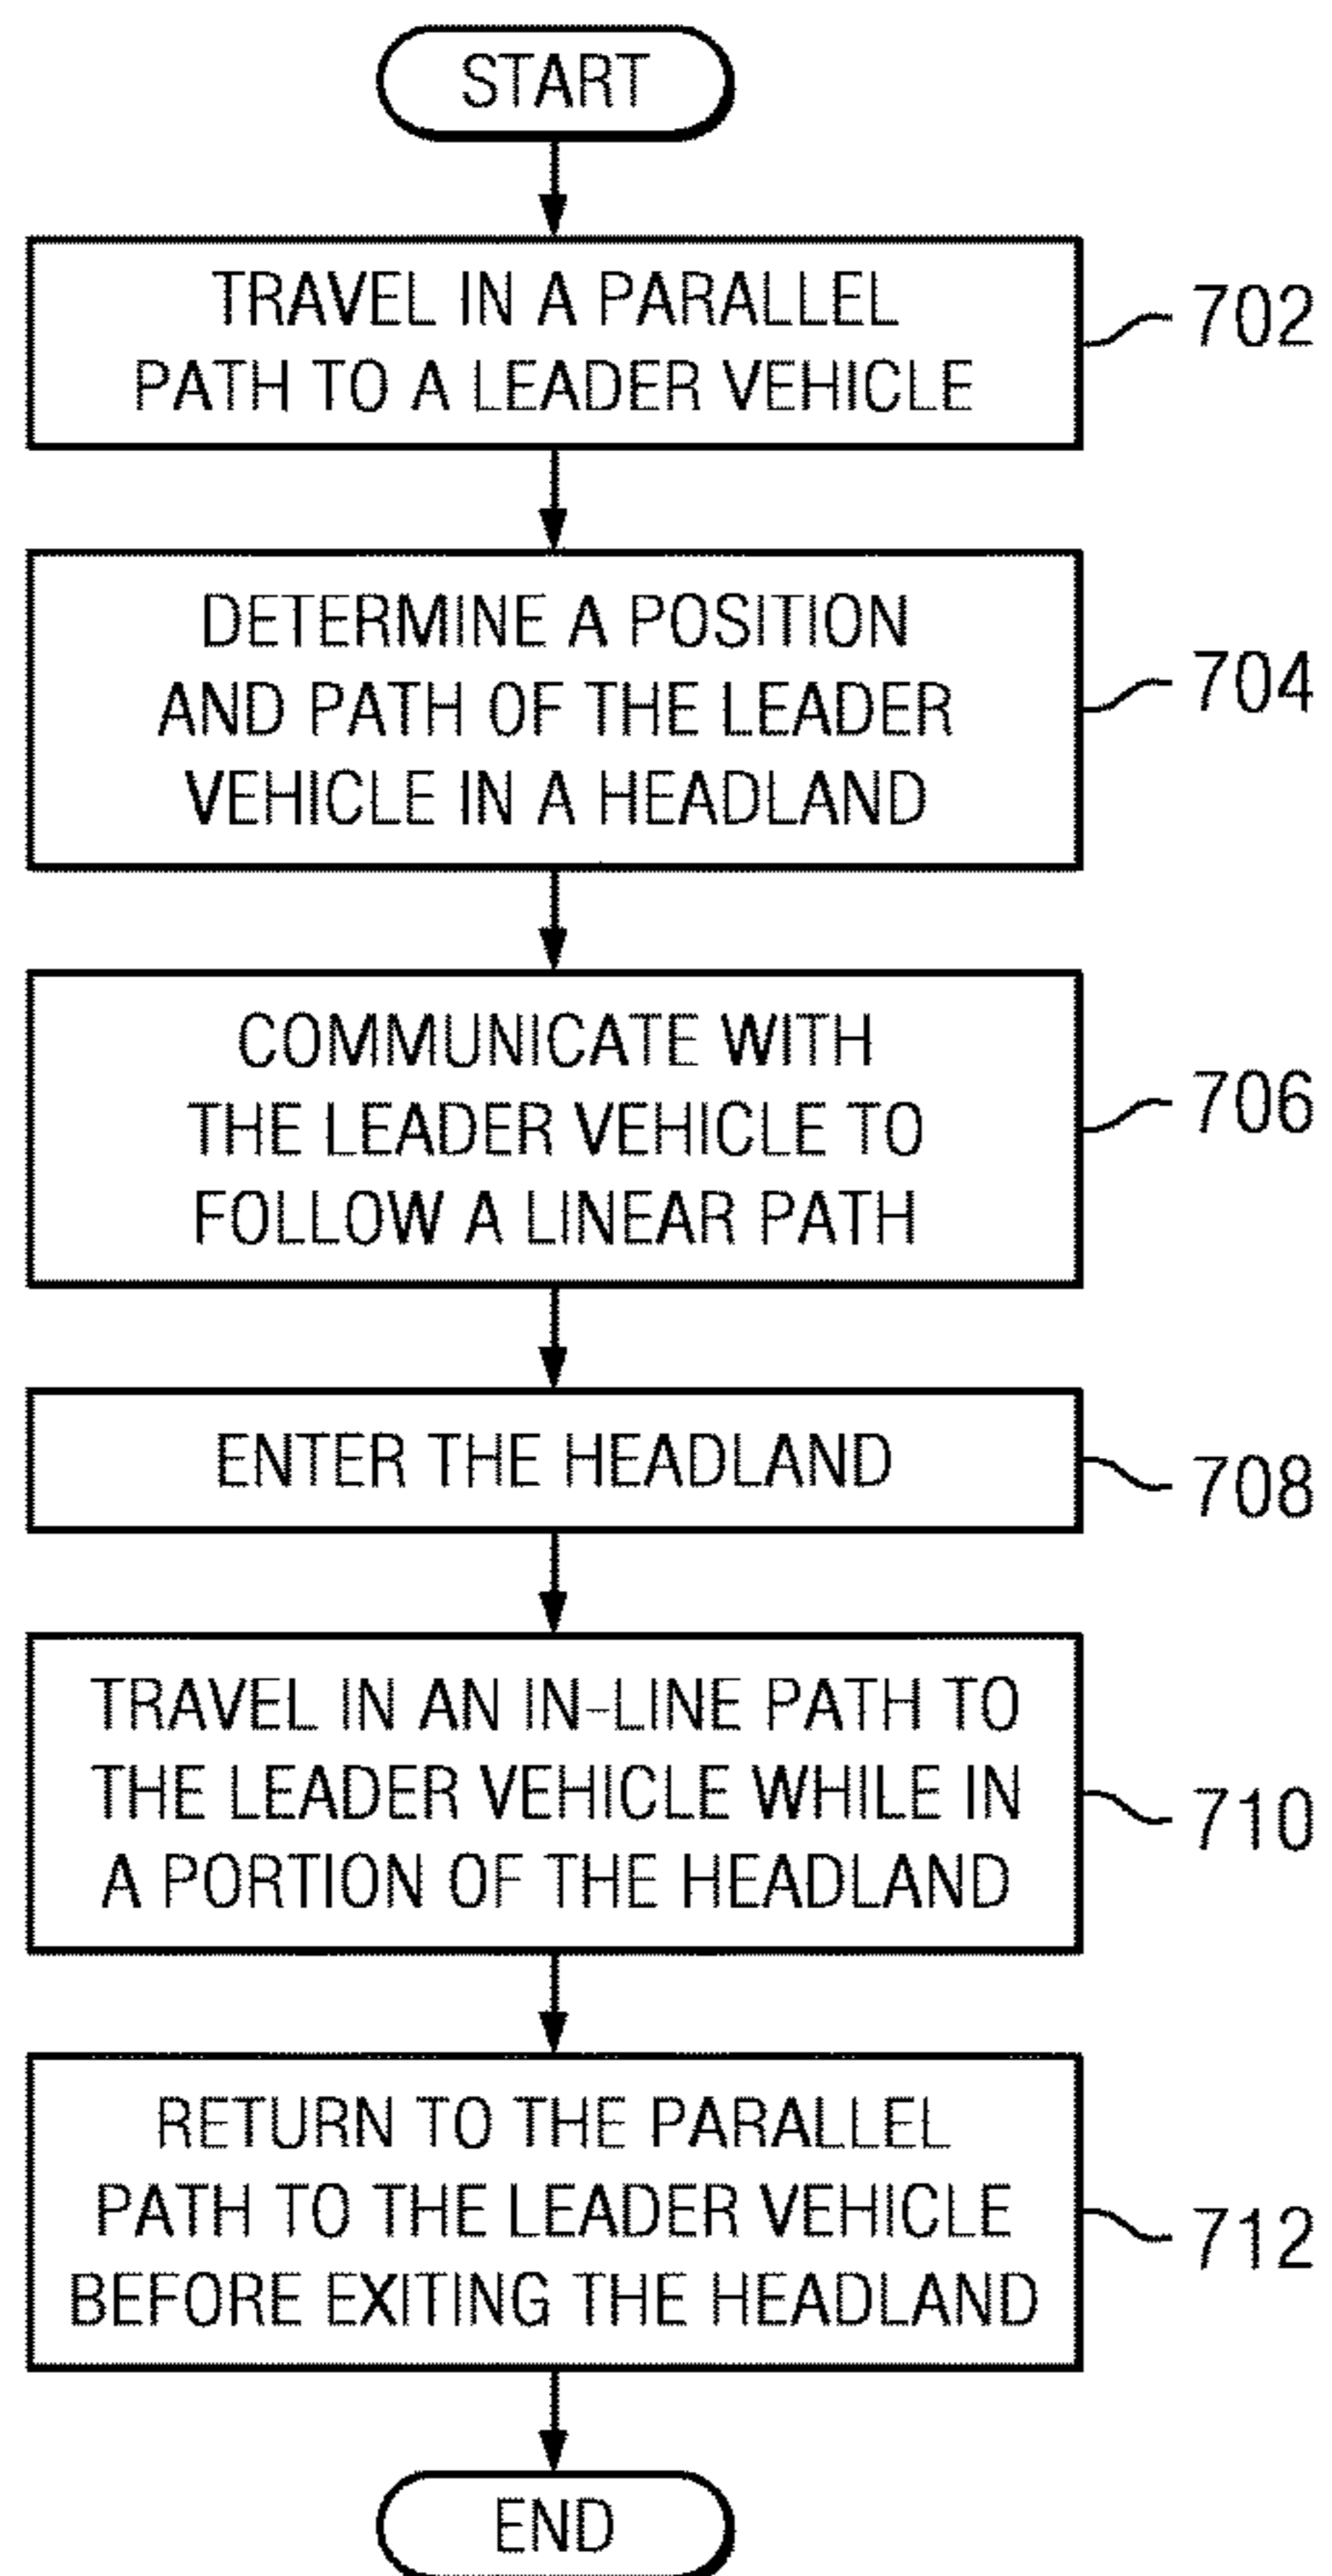 START
TRAVEL IN A PARALLEL
PATH TO A LEADER VEHICLE
702
DETERMINE A POSITION
AND PATH OF THE LEADER
VEHICLE IN A HEADLAND
704
COMMUNICATE WITH
THE LEADER VEHICLE TO
FOLLOW A LINEAR PATH
706
ENTER THE HEADLAND
708
TRAVEL IN AN IN-LINE PATH TO
THE LEADER VEHICLE WHILE IN
A PORTION OF THE HEADLAND
710
RETURN TO THE PARALLEL
PATH TO THE LEADER VEHICLE
BEFORE EXITING THE HEADLAND
712
END